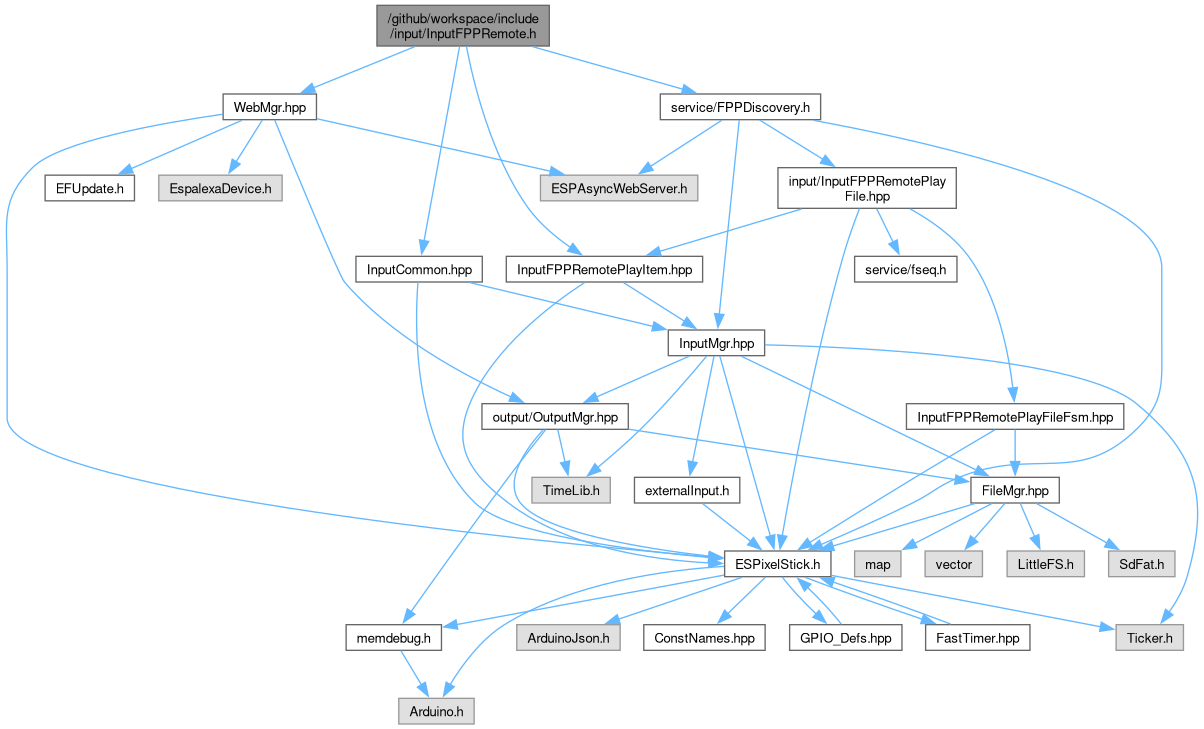 /github/workspace/include
/input/InputFPPRemote.h
WebMgr.hpp
service/FPPDiscovery.h
EFUpdate.h
EspalexaDevice.h
ESPAsyncWebServer.h
input/InputFPPRemotePlay
File.hpp
InputCommon.hpp
InputFPPRemotePlayItem.hpp
service/fseq.h
InputMgr.hpp
output/OutputMgr.hpp
InputFPPRemotePlayFileFsm.hpp
TimeLib.h
externalInput.h
FileMgr.hpp
ESPixelStick.h
map
vector
LittleFS.h
SdFat.h
memdebug.h
ArduinoJson.h
ConstNames.hpp
GPIO_Defs.hpp
FastTimer.hpp
Ticker.h
Arduino.h